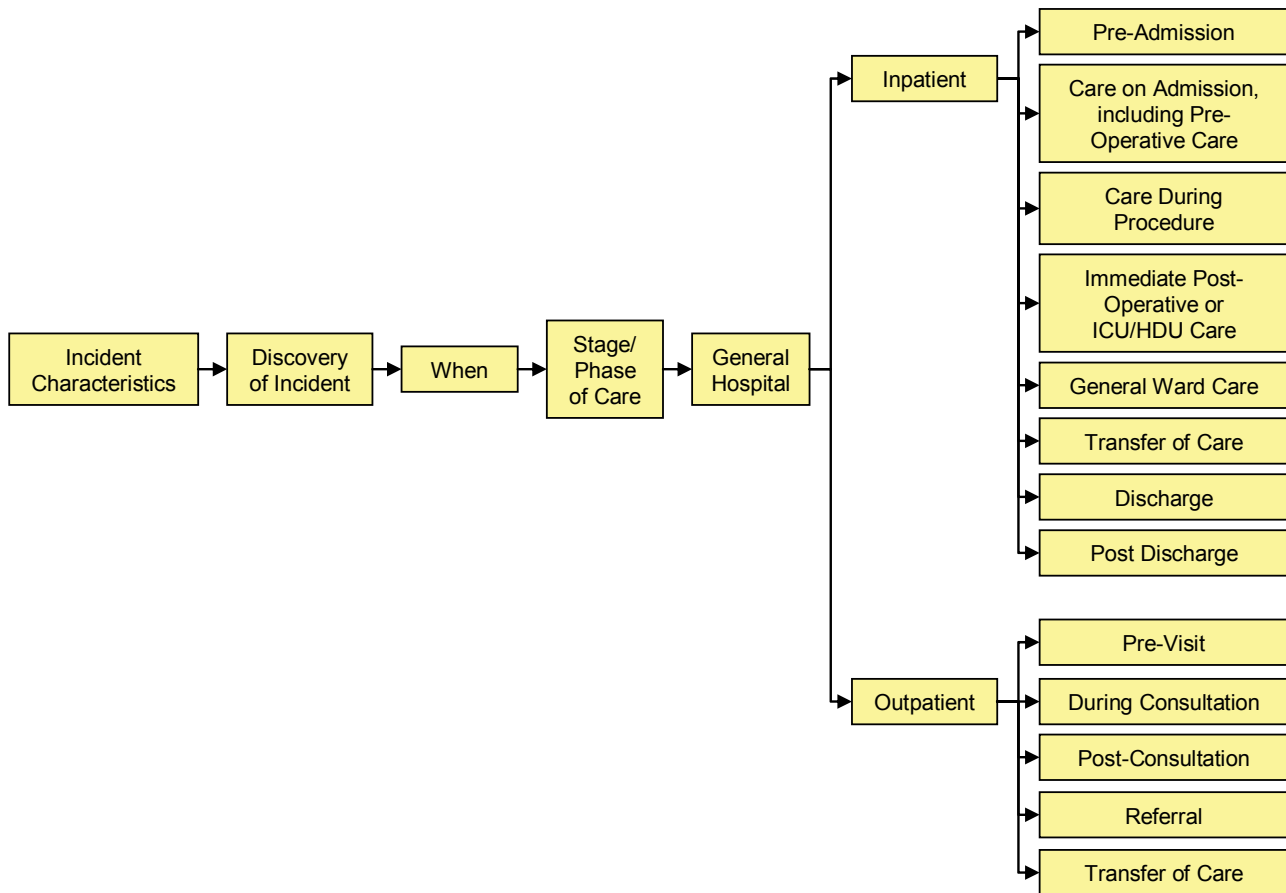 Incident
Characteristics
Discovery
of Incident
When
Stage/
Phase
of Care
General
Hospital
Inpatient
Pre-Admission
Care on Admission,
including Pre-
Operative Care
Care During
Procedure
Immediate Post-
Operative or
ICU/HDU Care
General Ward Care
Transfer of Care
Discharge
Post Discharge
Outpatient
Pre-Visit
During Consultation
Post-Consultation
Referral
Transfer of Care